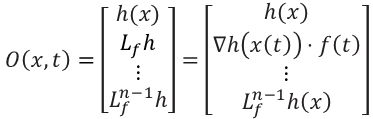 O(x, t) = [h(x) L_f h ⋮ L_f^{n-1} h] = [h(x) ∇h(x(t)) · f(t) ⋮ L_f^{n-1} h(x)]